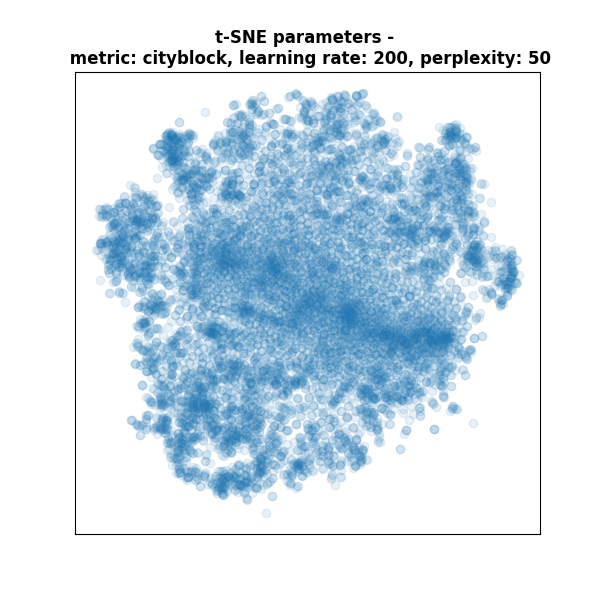 t-SNE parameters -
metric: cityblock, learning rate: 200, perplexity: 50